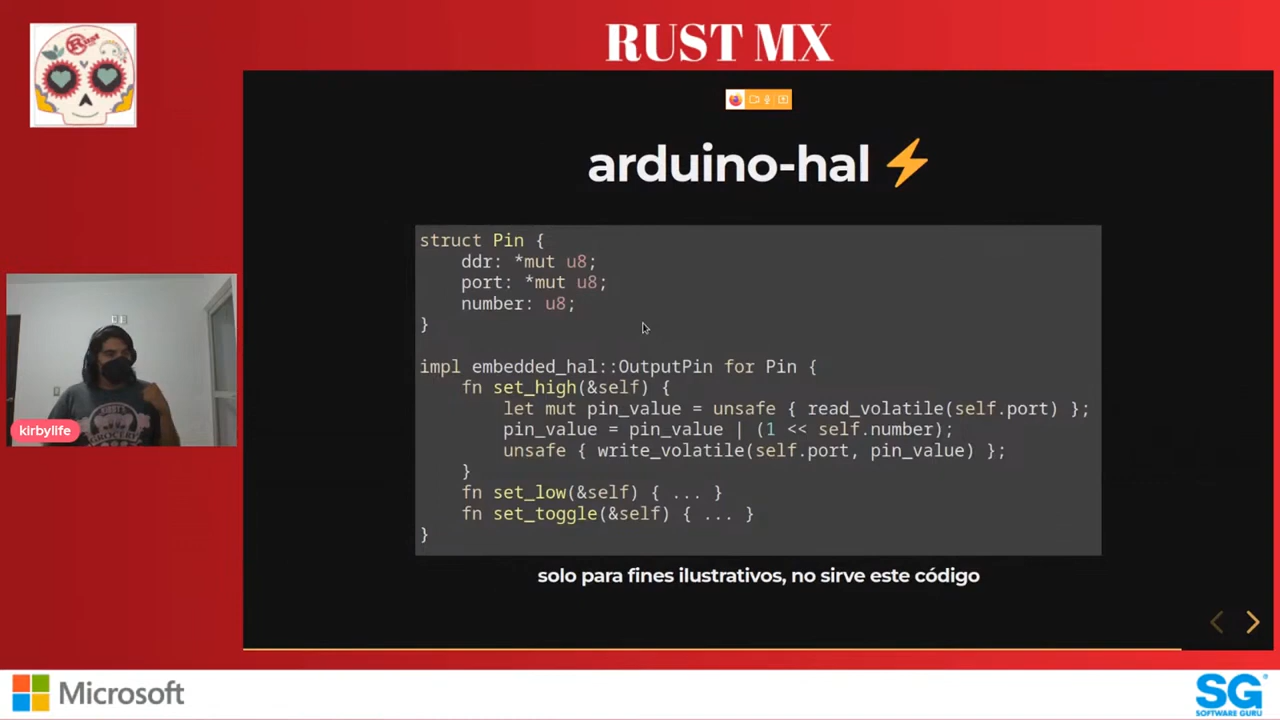 RUST MX
Rust
arduino-hal ⚡
struct Pin {
    ddr: *mut u8;
    port: *mut u8;
    number: u8;
}
impl embedded_hal::OutputPin for Pin {
    fn set_high(&self) {
        let mut pin_value = unsafe { read_volatile(self.port) };
        pin_value = pin_value | (1 << self.number);
        unsafe { write_volatile(self.port, pin_value) };
    }
    fn set_low(&self) { ... }
    fn set_toggle(&self) { ... }
}
solo para fines ilustrativos, no sirve este código
kirbylife
GROCERY
Microsoft
SG
SOFTWARE GURU